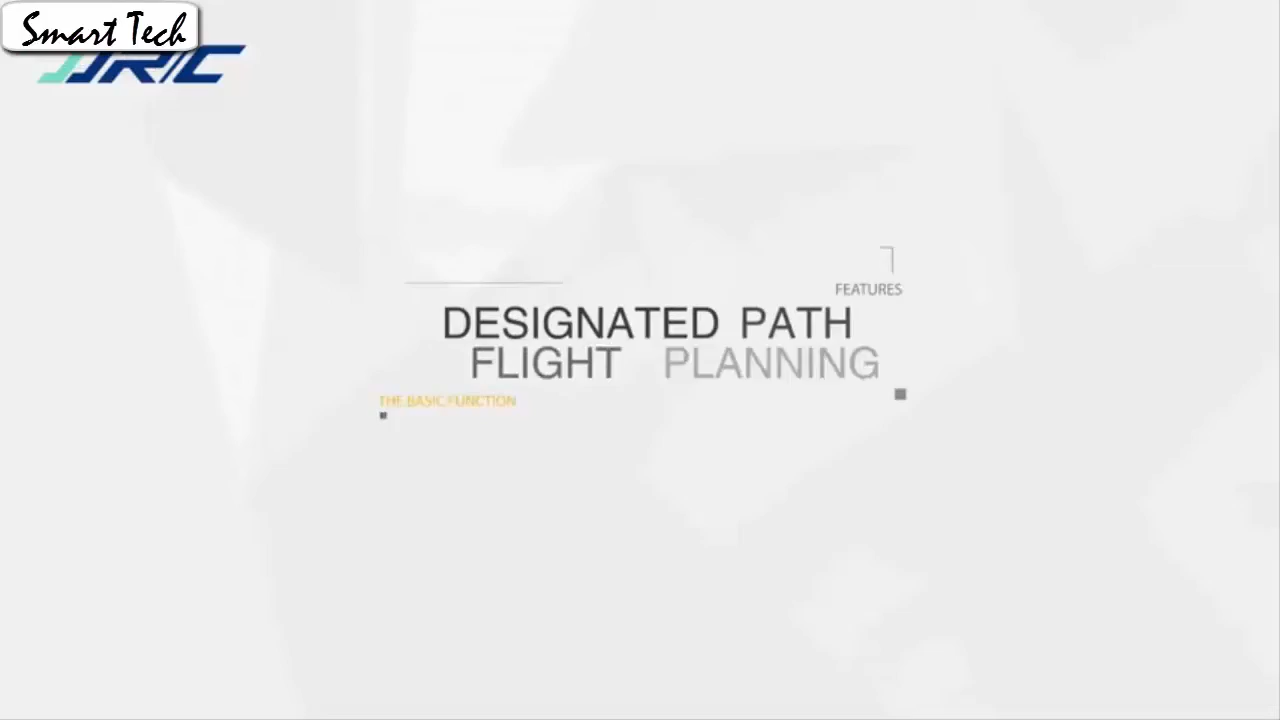 Smart Tech
JJRC
FEATURES
DESIGNATED PATH
FLIGHT PLANNING
THE BASIC FUNCTION